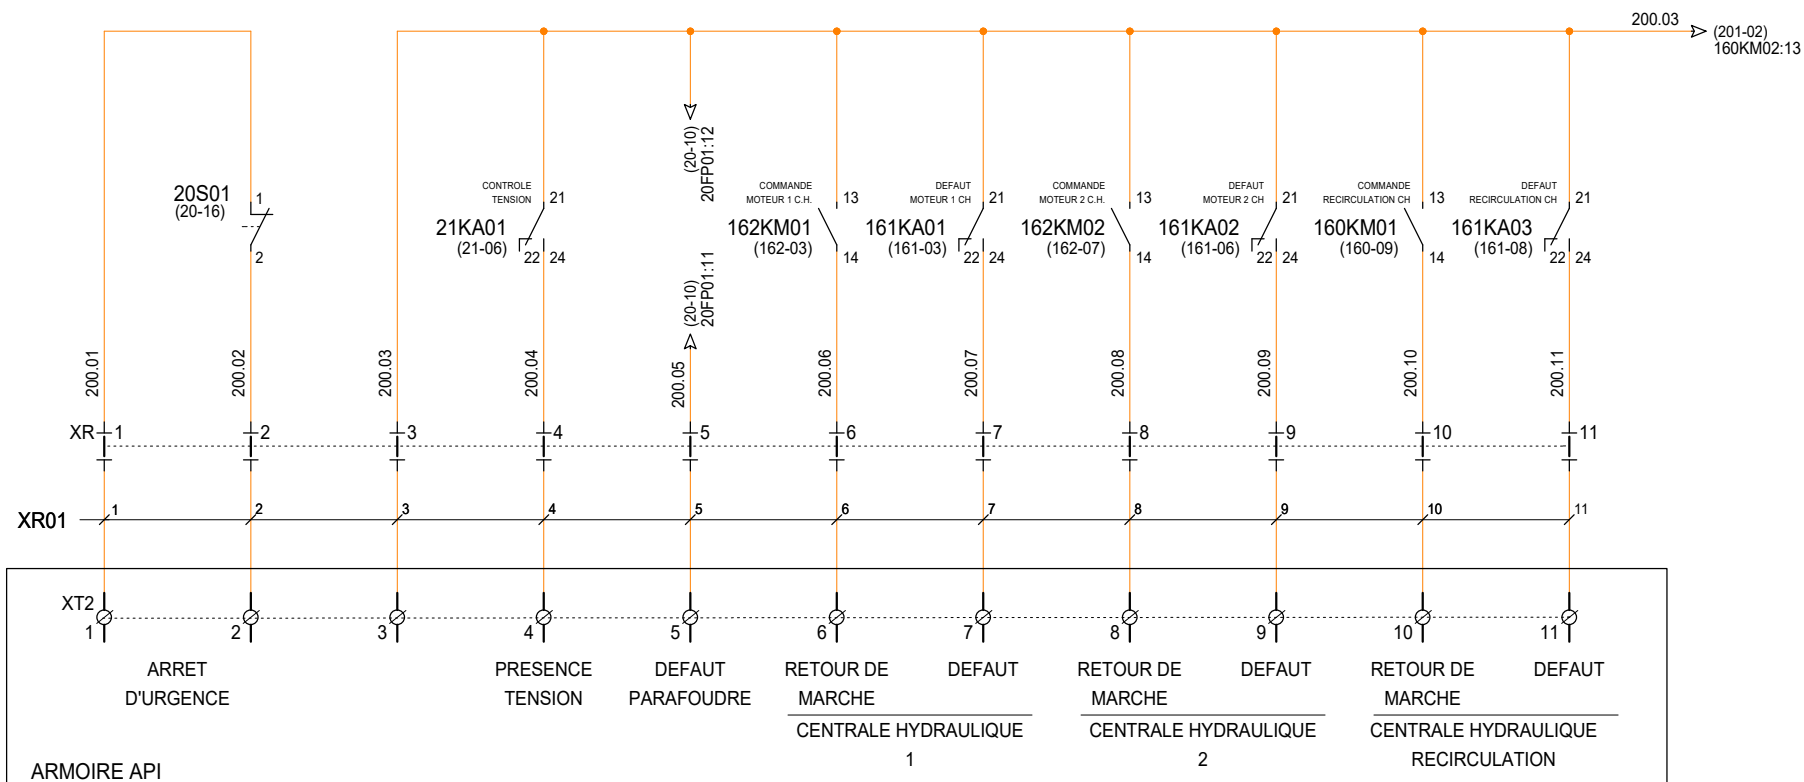 200.03
(201-02)
160KM02:13
(20-10)
20FP01:12
20S01
(20-16)
1
2
CONTROLE
TENSION
21KA01
(21-06)
21
22 24
(20-10)
20FP01:11
COMMANDE
MOTEUR 1 C.H.
162KM01
(162-03)
13
14
DEFAUT
MOTEUR 1 CH
161KA01
(161-03)
21
22 24
COMMANDE
MOTEUR 2 C.H.
162KM02
(162-07)
13
14
DEFAUT
MOTEUR 2 CH
161KA02
(161-06)
21
22 24
COMMANDE
RECIRCULATION CH
160KM01
(160-09)
13
14
DEFAUT
RECIRCULATION CH
161KA03
(161-08)
21
22 24
200.01
200.02
200.03
200.04
200.05
200.06
200.07
200.08
200.09
200.10
200.11
XR 1 2 3 4 5 6 7 8 9 10 11
XR01 1 2 3 4 5 6 7 8 9 10 11
XT2
1 2 3 4 5 6 7 8 9 10 11
ARRET
D'URGENCE
PRESENCE
TENSION
DEFAUT
PARAFOUDRE
RETOUR DE
MARCHE
DEFAUT
CENTRALE HYDRAULIQUE
1
RETOUR DE
MARCHE
DEFAUT
CENTRALE HYDRAULIQUE
2
RETOUR DE
MARCHE
DEFAUT
CENTRALE HYDRAULIQUE
RECIRCULATION
ARMOIRE API